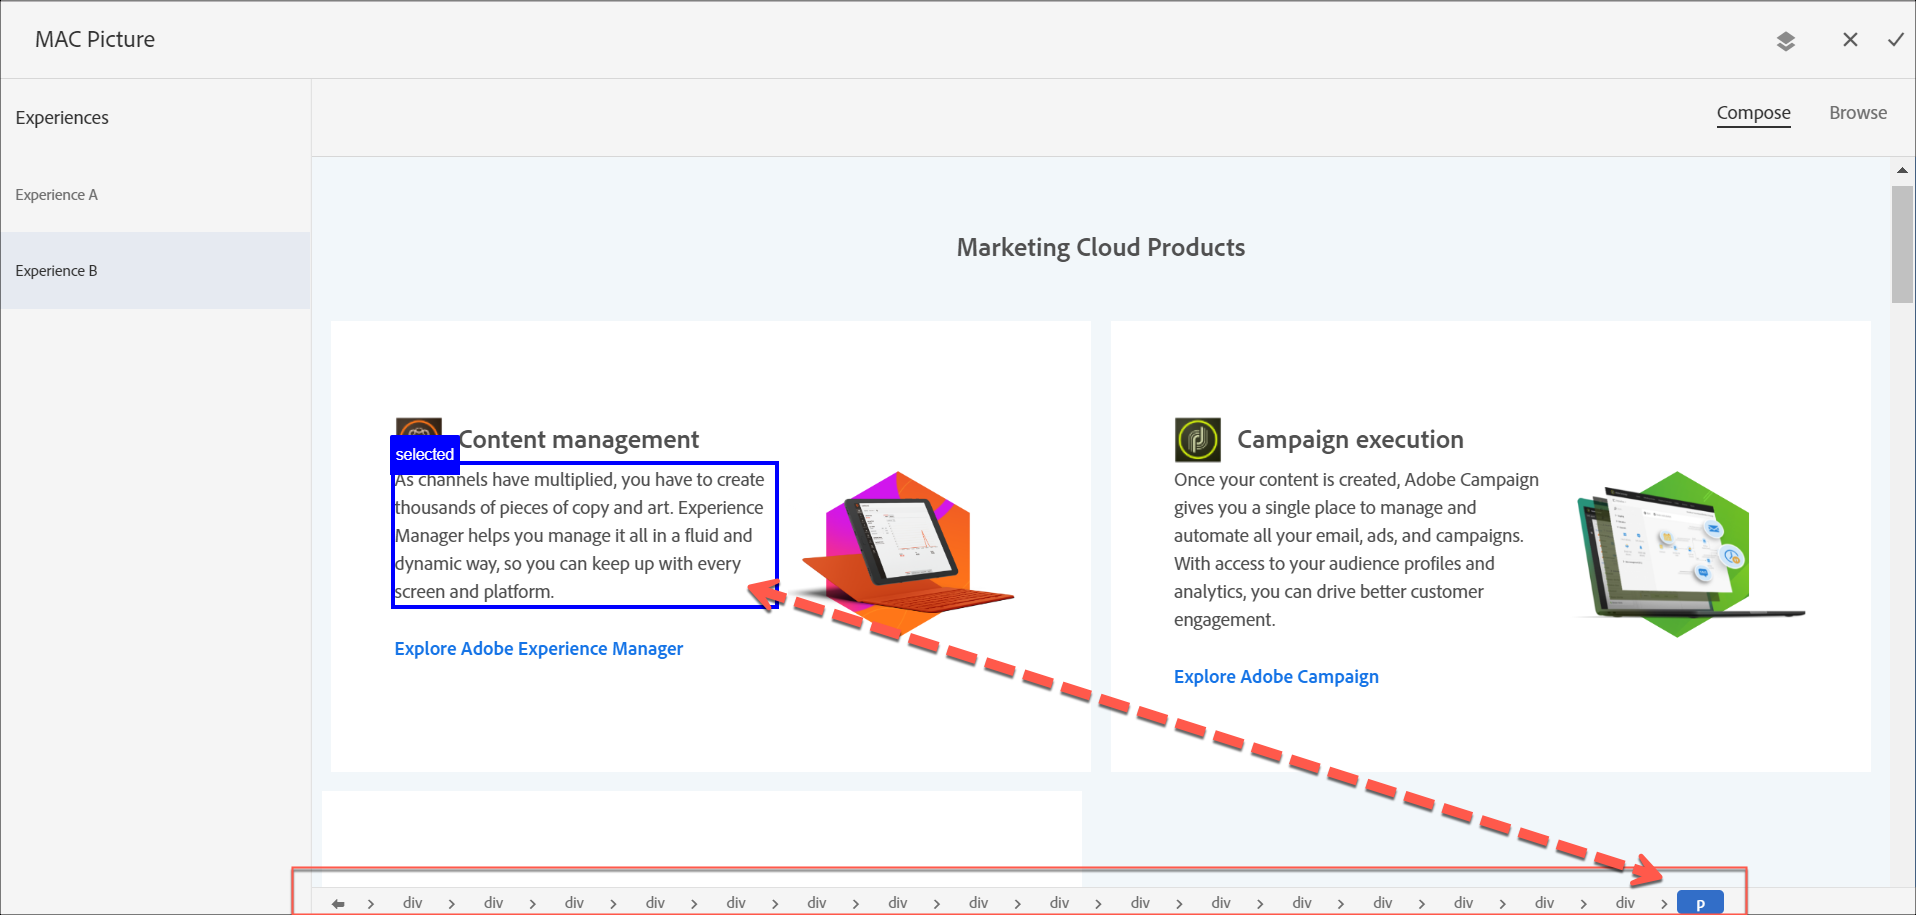 MAC Picture
Experiences
Compose
Browse
Experience A
Experience B
Marketing Cloud Products
Content management
selected
As channels have multiplied, you have to create
thousands of pieces of copy and art. Experience
Manager helps you manage it all in a fluid and
dynamic way, so you can keep up with every
screen and platform.
Explore Adobe Experience Manager
Campaign execution
Once your content is created, Adobe Campaign
gives you a single place to manage and
automate all your email, ads, and campaigns.
With access to your audience profiles and
analytics, you can drive better customer
engagement.
Explore Adobe Campaign
div > div > div > div > div > div > div > div > div > div > div > div > div > div > div > div > p